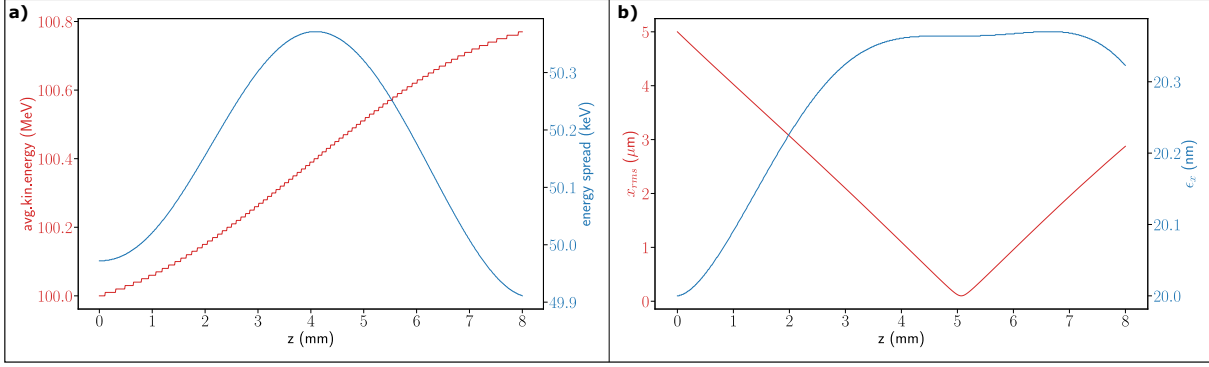 a)
100.8
100.6
100.4
100.2
100.0
avg.kin.energy (MeV)
50.3
50.2
50.1
50.0
49.9
energy spread (keV)
0 1 2 3 4 5 6 7 8
z (mm)
b)
5
4
3
2
1
0
x_{rms} (μm)
20.3
20.2
20.1
20.0
ϵ_x (nm)
0 1 2 3 4 5 6 7 8
z (mm)